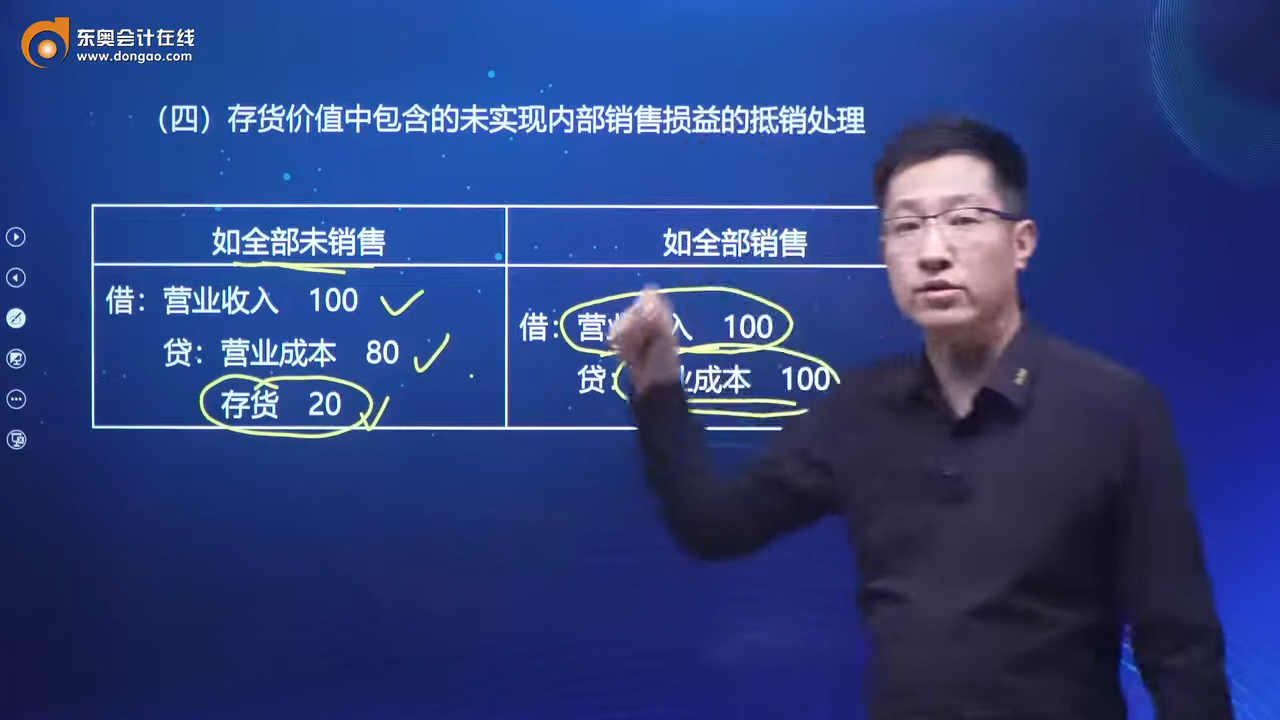 东奥会计在线
www.dongao.com
（四）存货价值中包含的未实现内部销售损益的抵销处理
如全部未销售
如全部销售
借：营业收入 100
贷：营业成本 80
存货 20
借：营 入 100
贷： 成本 100